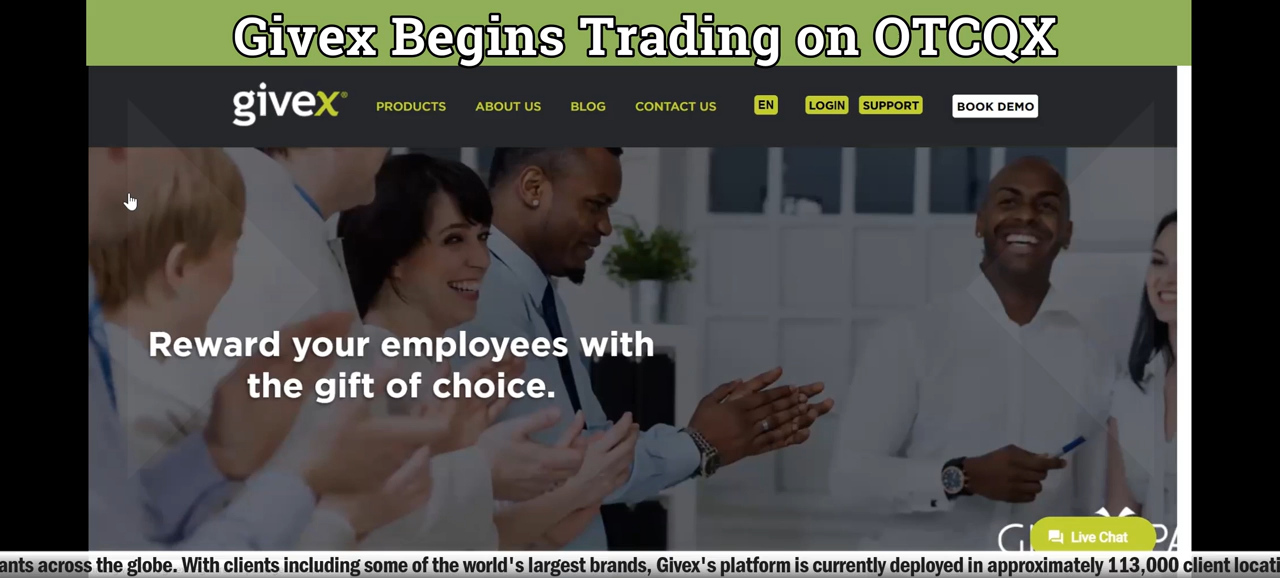 Givex Begins Trading on OTCQX
givex®
PRODUCTS ABOUT US BLOG CONTACT US EN LOGIN SUPPORT BOOK DEMO
Reward your employees with
the gift of choice.
Live Chat
across the globe. With clients including some of the world's largest brands, Givex's platform is currently deployed in approximately 113,000 client